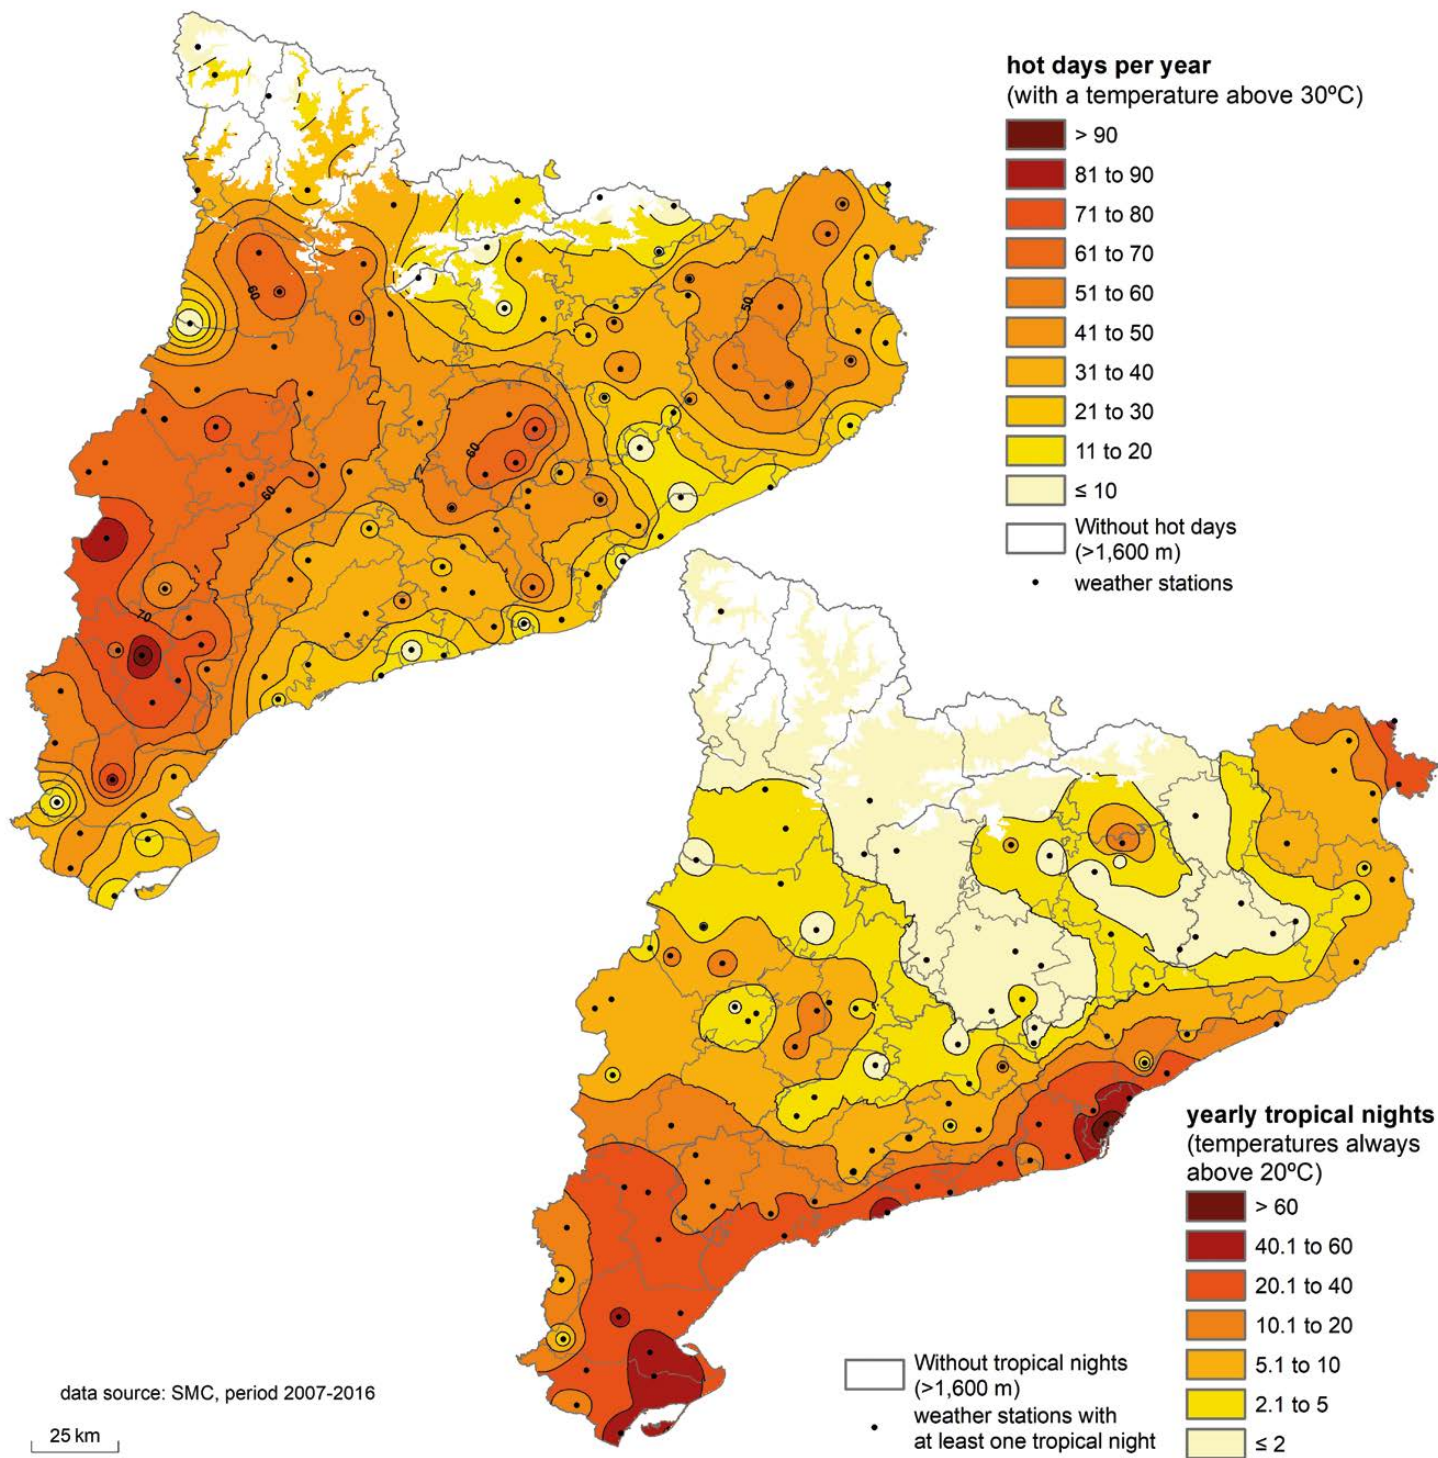 hot days per year
(with a temperature above 30ºC)
> 90
81 to 90
71 to 80
61 to 70
51 to 60
41 to 50
31 to 40
21 to 30
11 to 20
≤ 10
Without hot days
(>1,600 m)
weather stations
60
50
60
60
70
yearly tropical nights
(temperatures always
above 20ºC)
> 60
40.1 to 60
20.1 to 40
10.1 to 20
5.1 to 10
2.1 to 5
≤ 2
Without tropical nights
(>1,600 m)
weather stations with
at least one tropical night
data source: SMC, period 2007-2016
25 km